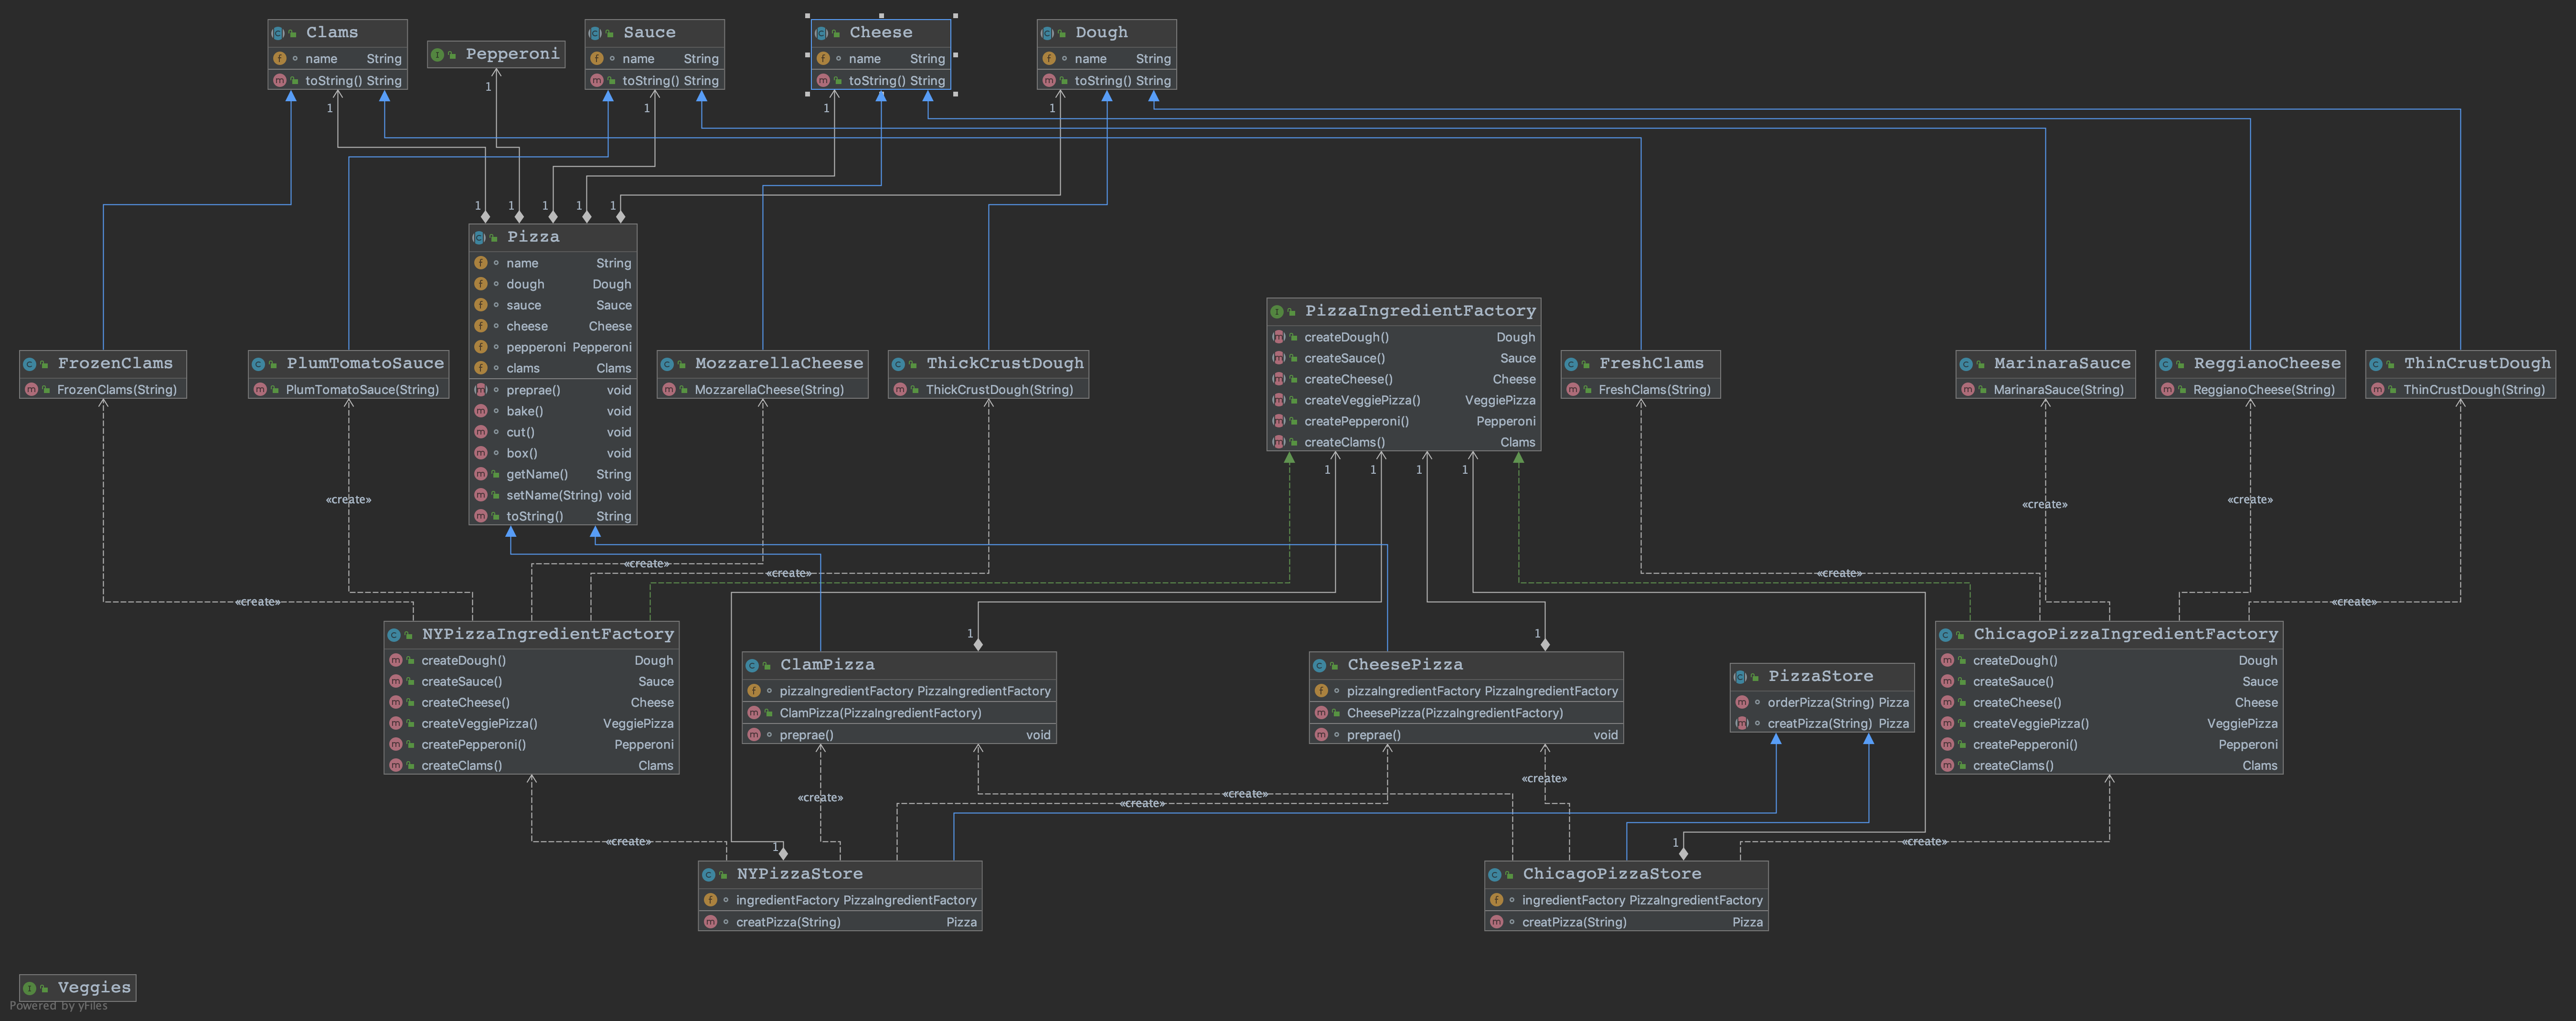 Clams
name String
toString() String
Pepperoni
Sauce
name String
toString() String
Cheese
name String
toString() String
Dough
name String
toString() String
1
1
1
1
1
1
1
1
1
1
Pizza
name String
dough Dough
sauce Sauce
cheese Cheese
pepperoni Pepperoni
clams Clams
preprae() void
bake() void
cut() void
box() void
getName() String
setName(String) void
toString() String
PizzaIngredientFactory
createDough() Dough
createSauce() Sauce
createCheese() Cheese
createVeggiePizza() VeggiePizza
createPepperoni() Pepperoni
createClams() Clams
FrozenClams
FrozenClams(String)
PlumTomatoSauce
PlumTomatoSauce(String)
MozzarellaCheese
MozzarellaCheese(String)
ThickCrustDough
ThickCrustDough(String)
FreshClams
FreshClams(String)
MarinaraSauce
MarinaraSauce(String)
ReggianoCheese
ReggianoCheese(String)
ThinCrustDough
ThinCrustDough(String)
1
1
1
1
«create»
«create»
«create»
«create»
«create»
«create»
«create»
«create»
1
1
NYPizzaIngredientFactory
createDough() Dough
createSauce() Sauce
createCheese() Cheese
createVeggiePizza() VeggiePizza
createPepperoni() Pepperoni
createClams() Clams
ClamPizza
pizzaIngredientFactory PizzaIngredientFactory
ClamPizza(PizzaIngredientFactory)
preprae() void
CheesePizza
pizzaIngredientFactory PizzaIngredientFactory
CheesePizza(PizzaIngredientFactory)
preprae() void
PizzaStore
orderPizza(String) Pizza
creatPizza(String) Pizza
ChicagoPizzaIngredientFactory
createDough() Dough
createSauce() Sauce
createCheese() Cheese
createVeggiePizza() VeggiePizza
createPepperoni() Pepperoni
createClams() Clams
«create»
«create»
«create»
«create»
«create»
1
1
«create»
NYPizzaStore
ingredientFactory PizzaIngredientFactory
creatPizza(String) Pizza
ChicagoPizzaStore
ingredientFactory PizzaIngredientFactory
creatPizza(String) Pizza
Veggies
Powered by yFiles